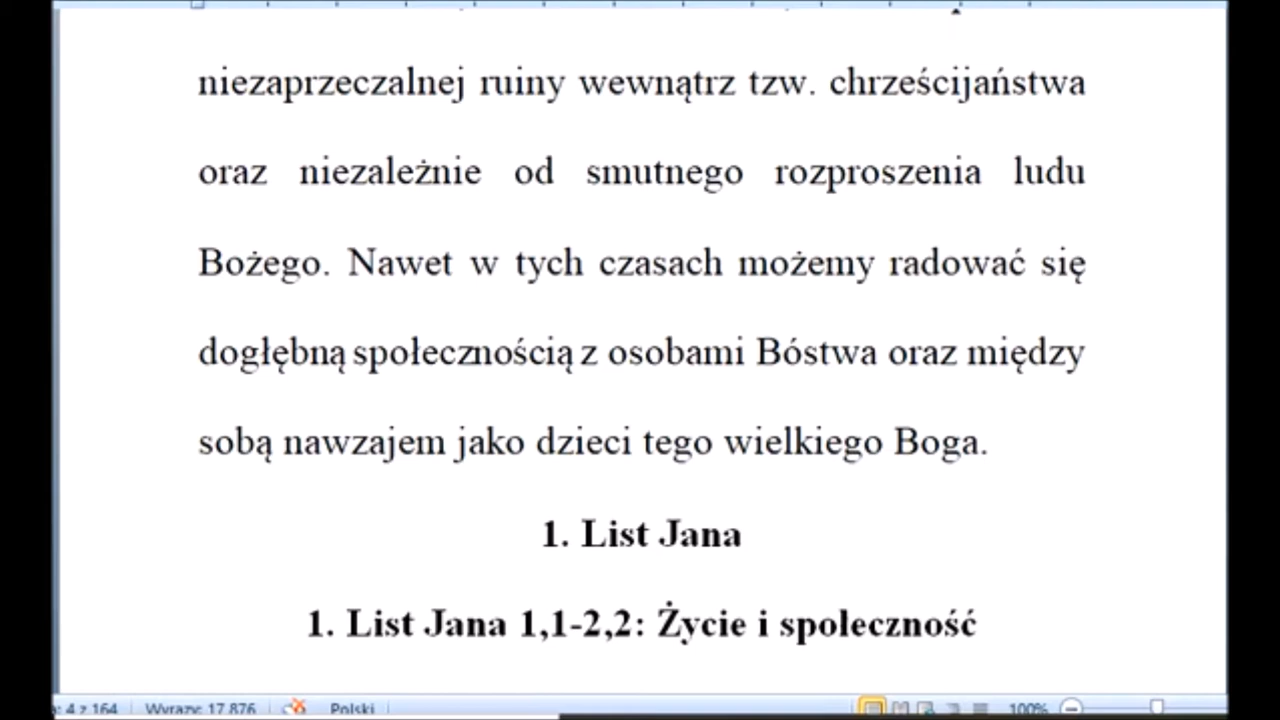 niezaprzeczalnej ruiny wewnątrz tzw. chrześcijaństwa
oraz niezależnie od smutnego rozproszenia ludu
Bożego. Nawet w tych czasach możemy radować się
dogłębną społecznością z osobami Bóstwa oraz między
sobą nawzajem jako dzieci tego wielkiego Boga.
1. List Jana
1. List Jana 1,1-2,2: Życie i społeczność
4 z 164 Wyrazy: 17 876 Polski 100%